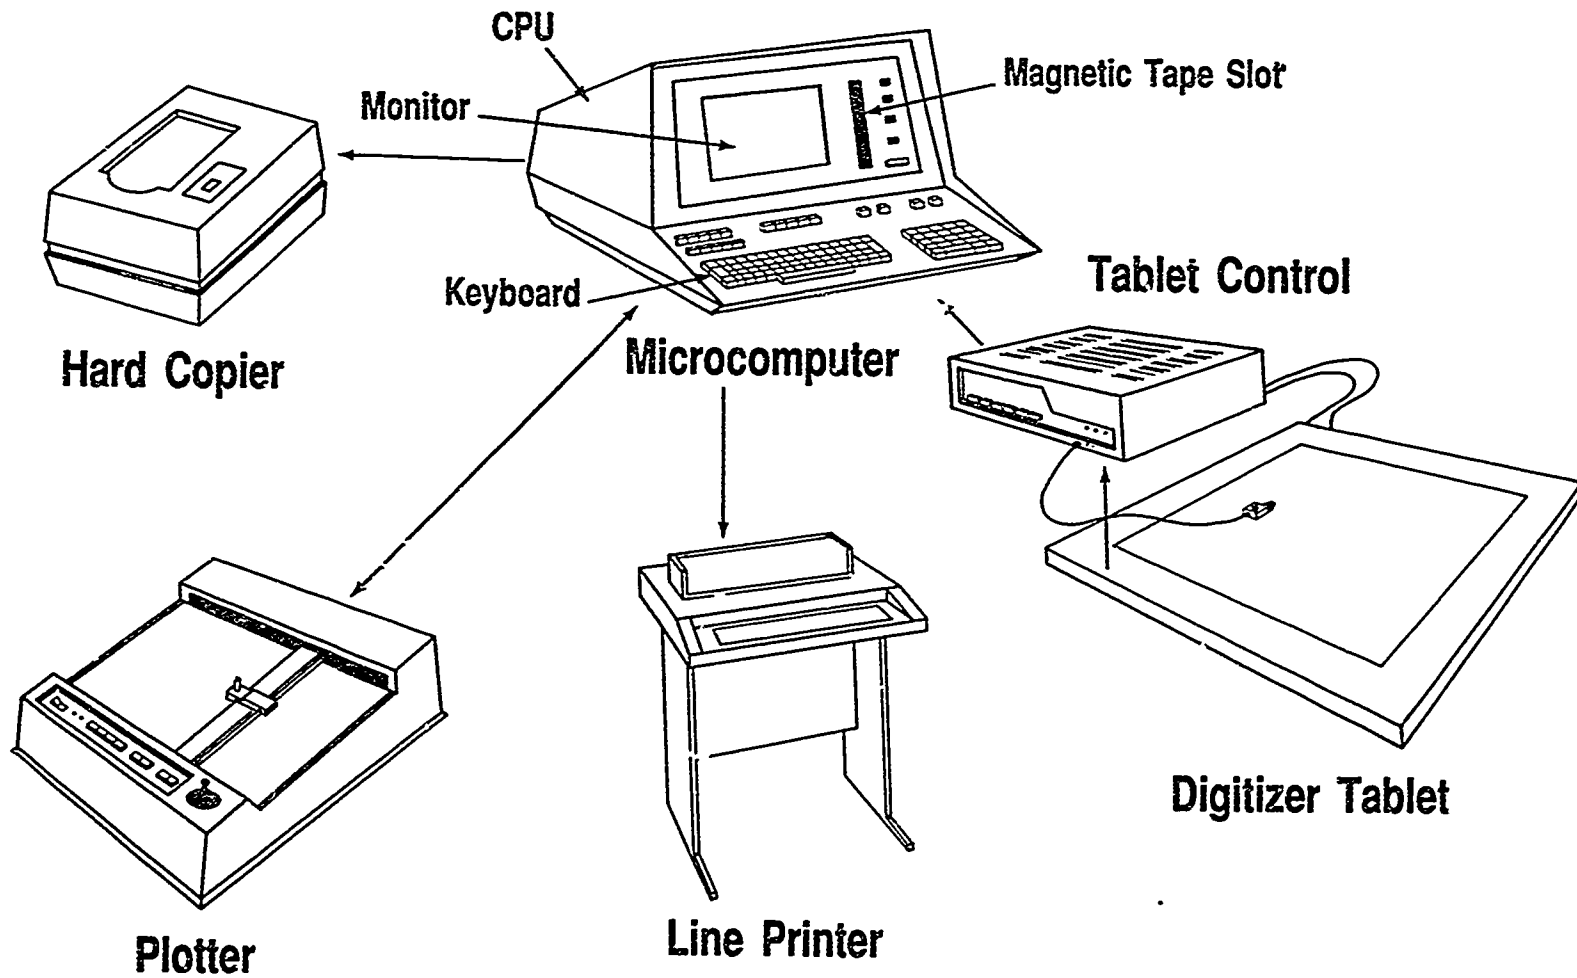 CPU
Magnetic Tape Slot
Monitor
Keyboard
Tablet Control
Hard Copier
Microcomputer
Digitizer Tablet
Line Printer
Plotter